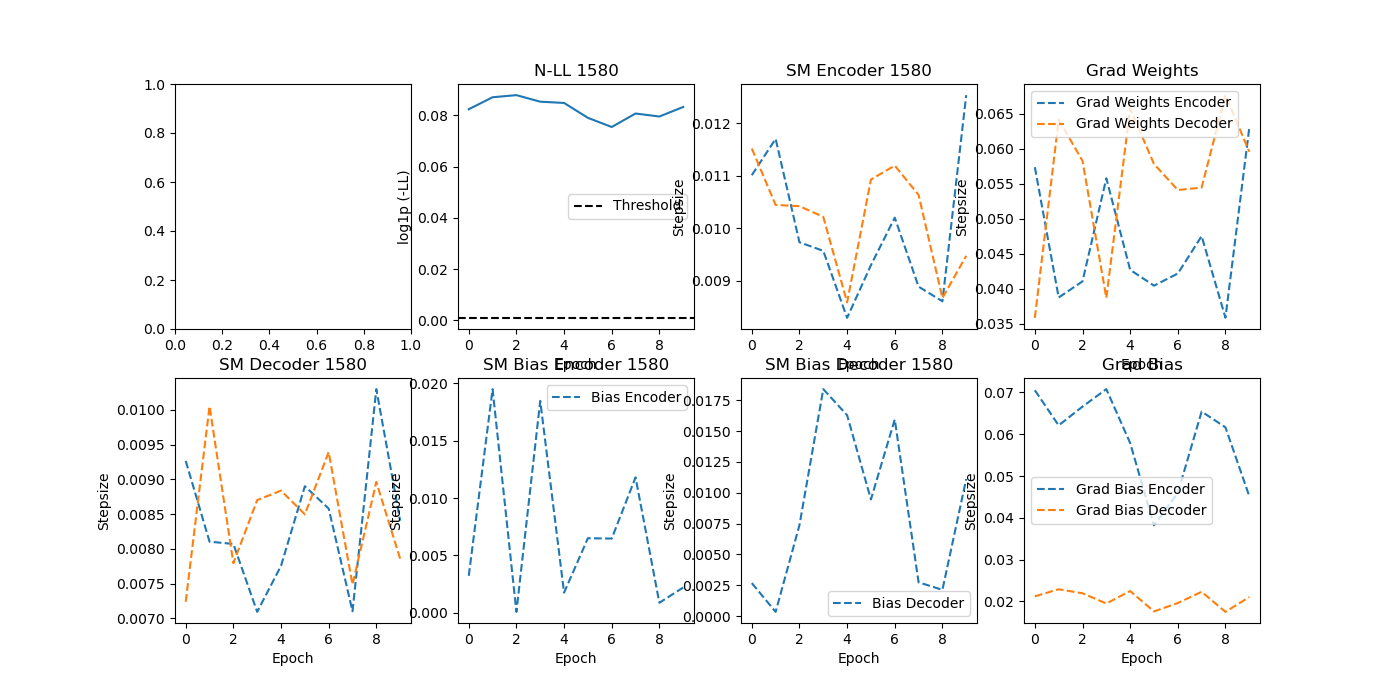 N-LL 1580
SM Encoder 1580
Grad Weights
1.0
0.8
0.6
0.4
0.2
0.0
0.0 0.2 0.4 0.6 0.8 1.0
log1p (-LL)
0.08
0.06
0.04
0.02
0.00
Threshold
0 2 4 6 8
Epoch
Stepsize
0.012
0.011
0.010
0.009
0 2 4 6 8
Epoch
Stepsize
0.065
0.060
0.055
0.050
0.045
0.040
0.035
Grad Weights Encoder
Grad Weights Decoder
0 2 4 6 8
Epoch
SM Decoder 1580
SM Bias Encoder 1580
SM Bias Decoder 1580
Grad Bias
Stepsize
0.0100
0.0095
0.0090
0.0085
0.0080
0.0075
0.0070
0 2 4 6 8
Epoch
Stepsize
0.020
0.015
0.010
0.005
0.000
Bias Encoder
0 2 4 6 8
Epoch
Stepsize
0.0175
0.0150
0.0125
0.0100
0.0075
0.0050
0.0025
0.0000
Bias Decoder
0 2 4 6 8
Epoch
Stepsize
0.07
0.06
0.05
0.04
0.03
0.02
Grad Bias Encoder
Grad Bias Decoder
0 2 4 6 8
Epoch